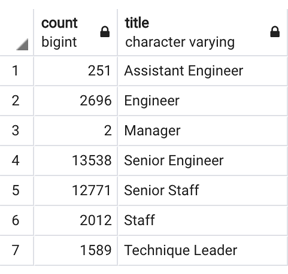 count title
bigint character varying
1 251 Assistant Engineer
2 2696 Engineer
3 2 Manager
4 13538 Senior Engineer
5 12771 Senior Staff
6 2012 Staff
7 1589 Technique Leader